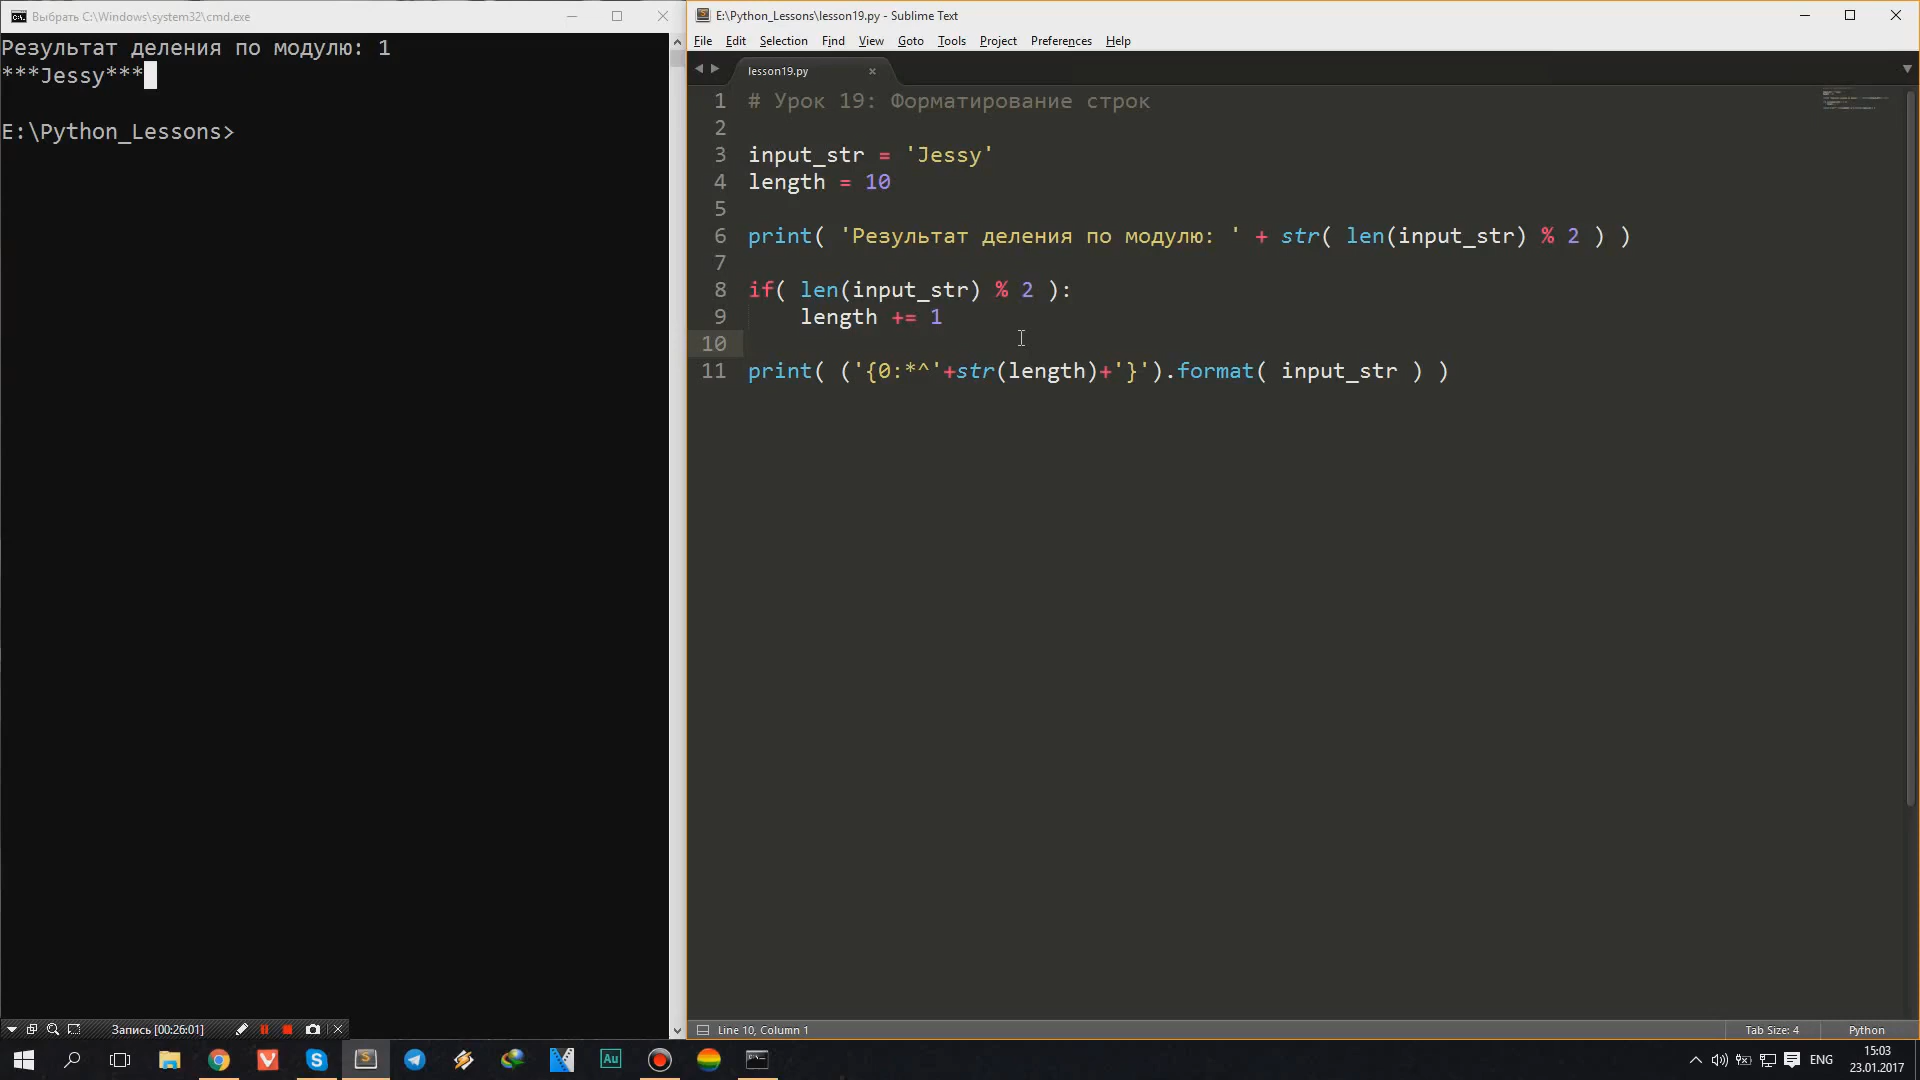 Выбрать C:\Windows\system32\cmd.exe
Результат деления по модулю: 1
***Jessy***
E:\Python_Lessons>
Запись [00:26:01]
E:\Python_Lessons\lesson19.py - Sublime Text
File Edit Selection Find View Goto Tools Project Preferences Help
lesson19.py
1 # Урок 19: Форматирование строк
2
3 input_str = 'Jessy'
4 length = 10
5
6 print( 'Результат деления по модулю: ' + str( len(input_str) % 2 ) )
7
8 if( len(input_str) % 2 ):
9 length += 1
10
11 print( ('{0:*^'+str(length)+'}').format( input_str ) )
Line 10, Column 1 Tab Size: 4 Python
Au
ENG
15:03
23.01.2017